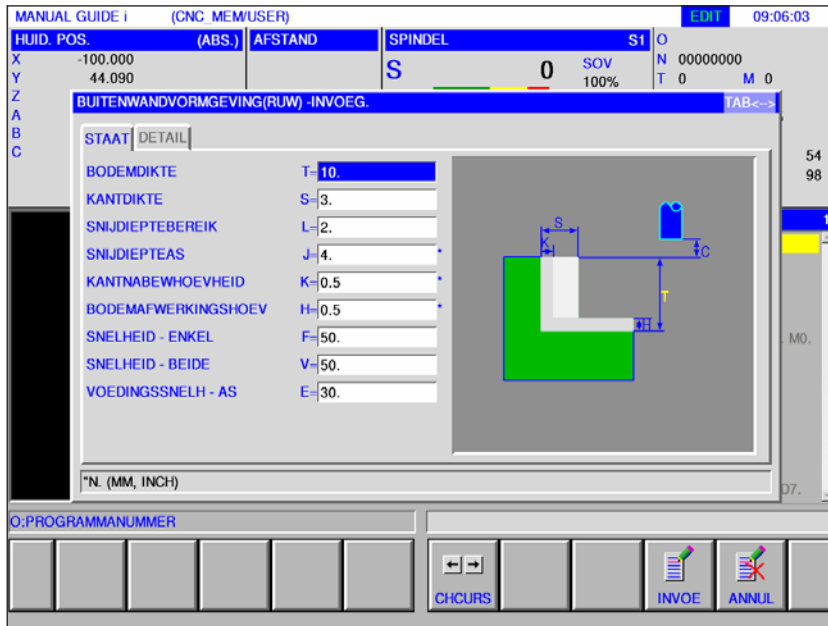 MANUAL GUIDE i (CNC_MEM/USER) EDIT 09:06:03
HUID. POS. (ABS.) AFSTAND SPINDEL S1 O
X -100.000 S 0 SOV N 00000000
Y 44.090 100% T 0 M 0
Z
A
B
C
54
98
BUITENWANDVORMGEVING(RUW) -INVOEG. TAB<-->
STAAT DETAIL
BODEMDIKTE T=10.
KANTDIKTE S=3.
SNIJDIEPTEBEREIK L=2.
SNIJDIEPTEAS J=4. *
KANTNABEWHOEVHEID K=0.5 *
BODEMAFWERKINGSHOEV H=0.5 *
SNELHEID - ENKEL F=50.
SNELHEID - BEIDE V=50.
VOEDINGSSNELH - AS E=30.
S
K
C
T
H
M0.
D7.
"N. (MM, INCH)
O:PROGRAMMANUMMER
CHCURS INVOE ANNUL